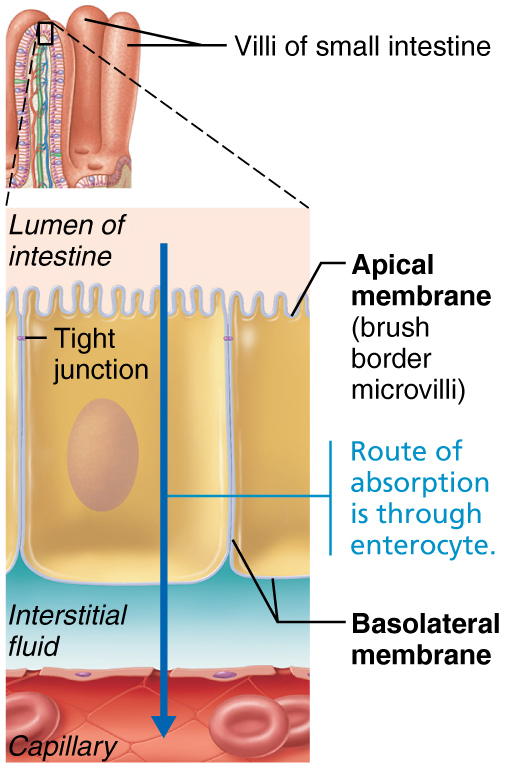 Villi of small intestine
Lumen of
intestine
Apical
membrane
(brush
border
microvilli)
Tight
junction
Route of
absorption
is through
enterocyte.
Interstitial
fluid
Basolateral
membrane
Capillary